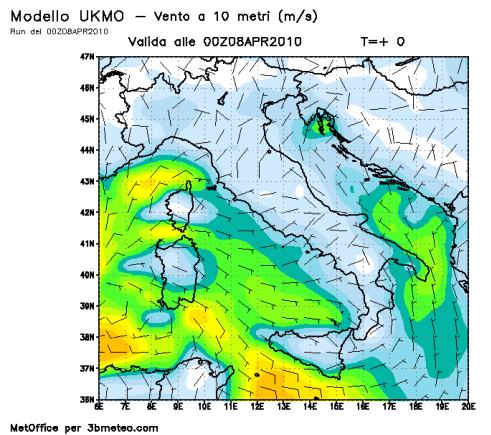 Modello UKMO – Vento a 10 metri (m/s)
Run del 00Z08APR2010
Valida alle 00Z08APR2010 T=+ 0
47N
46N
45N
44N
43N
42N
41N
40N
39N
38N
37N
36N
6E 7E 8E 9E 10E 11E 12E 13E 14E 15E 16E 17E 18E 19E 20E
MetOffice per 3bmeteo.com